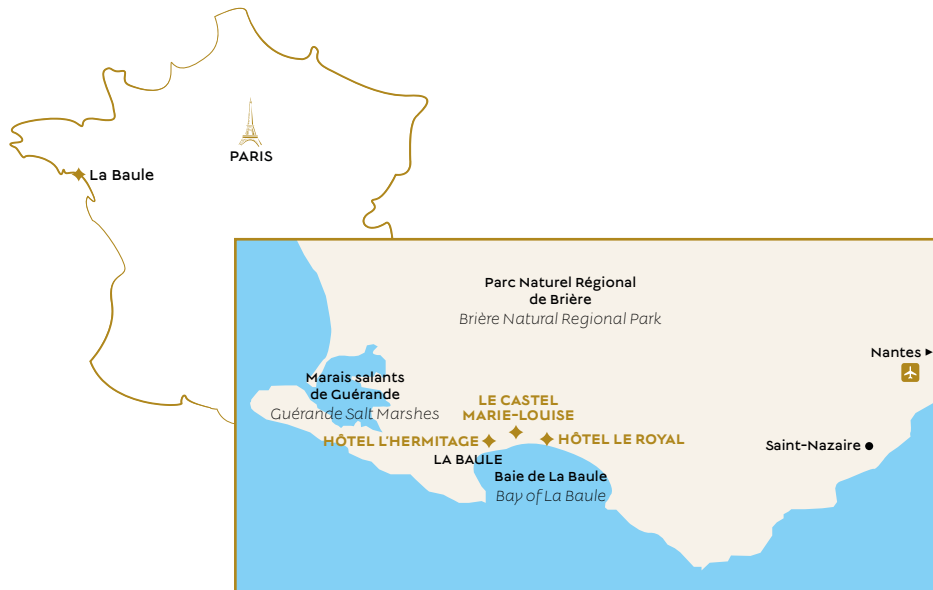 PARIS
La Baule
Parc Naturel Régional
de Brière
Brière Natural Regional Park
Nantes
Marais salants
de Guérande
Guérande Salt Marshes
LE CASTEL
MARIE-LOUISE
HÔTEL L'HERMITAGE
HÔTEL LE ROYAL
LA BAULE
Saint-Nazaire
Baie de La Baule
Bay of La Baule